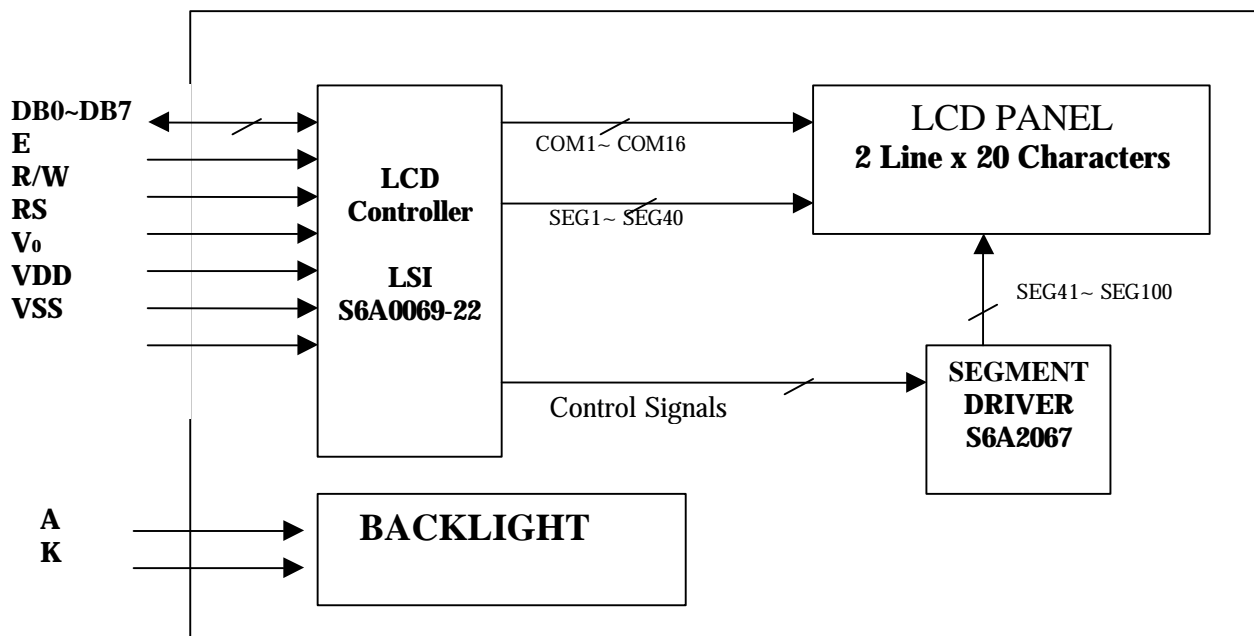 DB0~DB7
E
R/W
RS
V0
VDD
VSS
A
K
LCD
Controller
LSI
S6A0069-22
COM1~ COM16
SEG1~ SEG40
LCD PANEL
2 Line x 20 Characters
SEG41~ SEG100
Control Signals
SEGMENT
DRIVER
S6A2067
BACKLIGHT